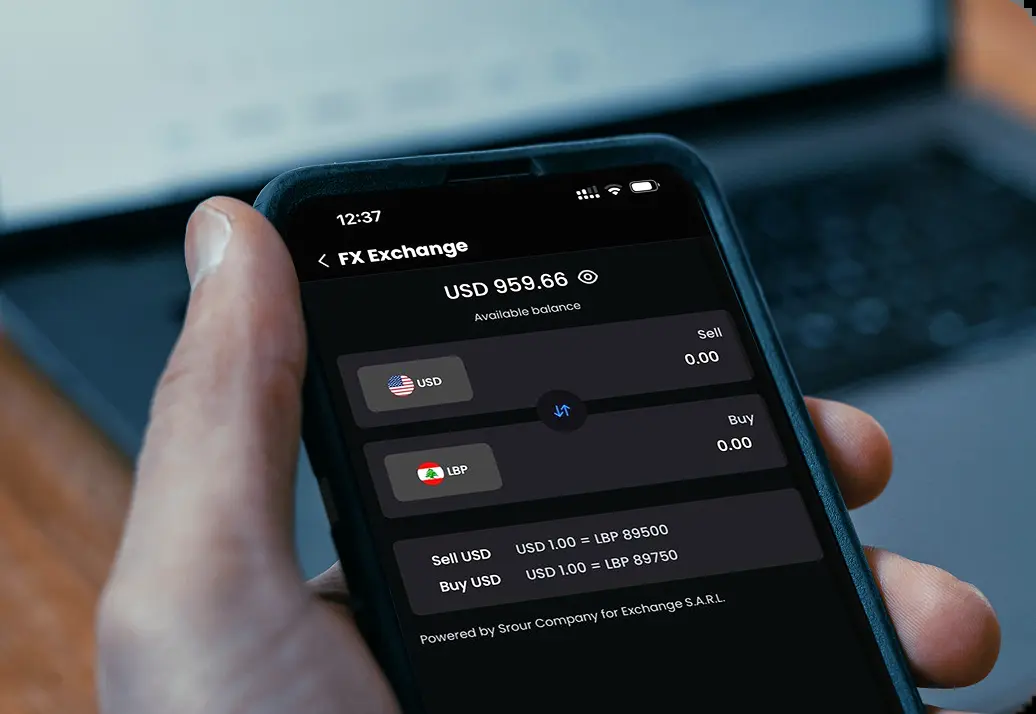 12:37
FX Exchange
USD 959.66
Available balance
Sell
USD 0.00
Buy
LBP 0.00
Sell USD USD 1.00 = LBP 89500
Buy USD USD 1.00 = LBP 89750
Powered by Srour Company for Exchange S.A.R.L.